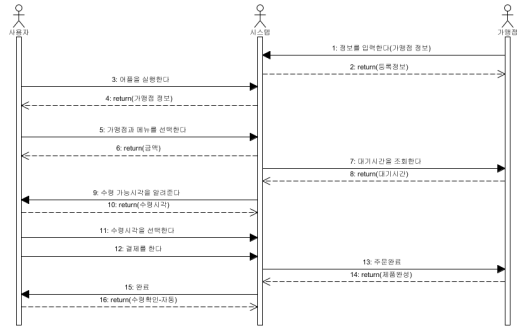 사용자
시스템
가맹점
1: 정보를 입력한다(가맹점 정보)
2: return(등록정보)
3: 어플을 실행한다
4: return(가맹점 정보)
5: 가맹점과 메뉴를 선택한다
6: return(금액)
7: 대기시간을 조회한다
8: return(대기시간)
9: 수령 가능시각을 알려준다
10: return(수령시각)
11: 수령시각을 선택한다
12: 결제를 한다
13: 주문완료
14: return(제품완성)
15: 완료
16: return(수령확인-자동)